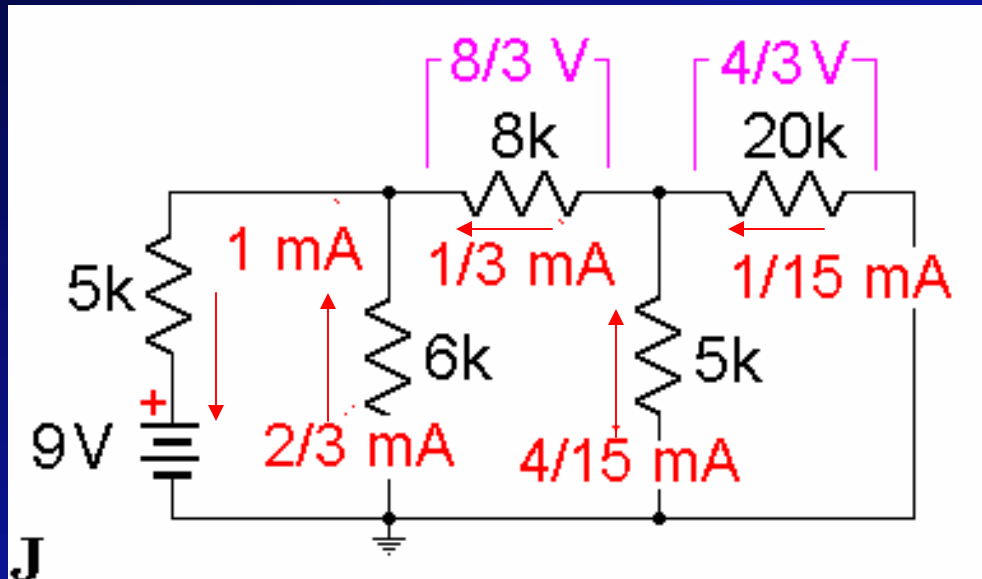 8/3 V
4/3 V
8k
20k
1 mA
1/3 mA
1/15 mA
5k
6k
5k
+
9V
2/3 mA
4/15 mA
J